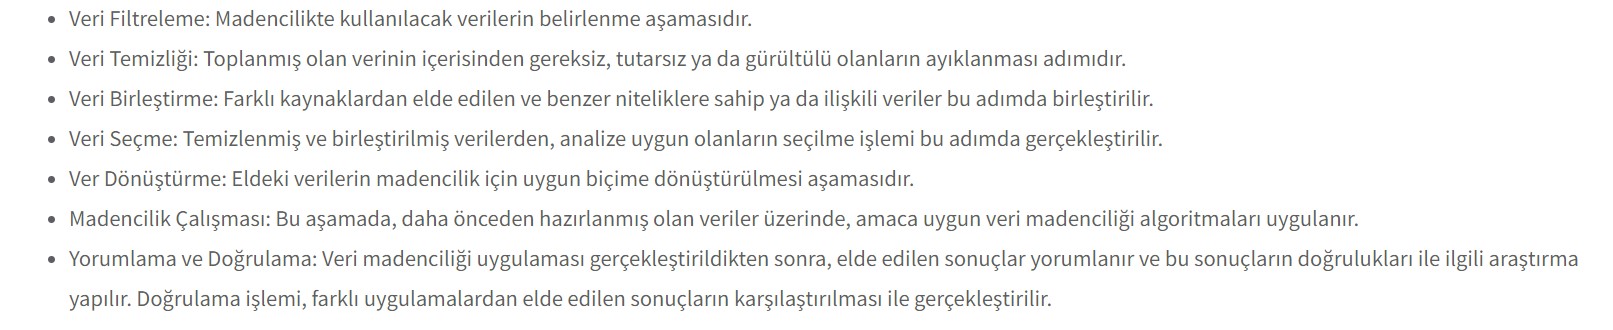 • Veri Filtreleme: Madencilikte kullanılacak verilerin belirlenme aşamasıdır.
• Veri Temizliği: Toplanmış olan verinin içerisinden gereksiz, tutarsız ya da gürültülü olanların ayıklanması adımıdır.
• Veri Birleştirme: Farklı kaynaklardan elde edilen ve benzer niteliklere sahip ya da ilişkili veriler bu adımda birleştirilir.
• Veri Seçme: Temizlenmiş ve birleştirilmiş verilerden, analize uygun olanların seçilme işlemi bu adımda gerçekleştirilir.
• Ver Dönüştürme: Eldeki verilerin madencilik için uygun biçime dönüştürülmesi aşamasıdır.
• Madencilik Çalışması: Bu aşamada, daha önceden hazırlanmış olan veriler üzerinde, amaca uygun veri madenciliği algoritmaları uygulanır.
• Yorumlama ve Doğrulama: Veri madenciliği uygulaması gerçekleştirildikten sonra, elde edilen sonuçlar yorumlanır ve bu sonuçların doğrulukları ile ilgili araştırma
yapılır. Doğrulama işlemi, farklı uygulamalardan elde edilen sonuçların karşılaştırılması ile gerçekleştirilir.